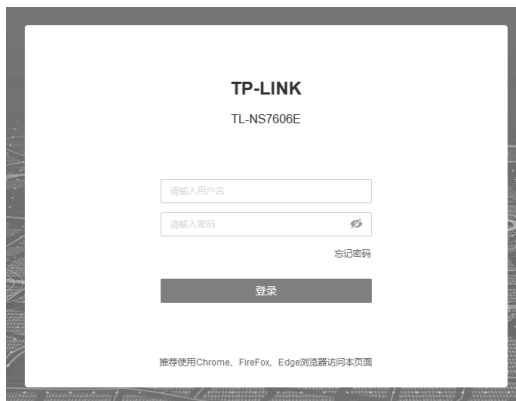 TP-LINK
TL-NS7606E
请输入用户名
请输入密码
忘记密码
登录
推荐使用Chrome、FireFox、Edge浏览器访问本页面